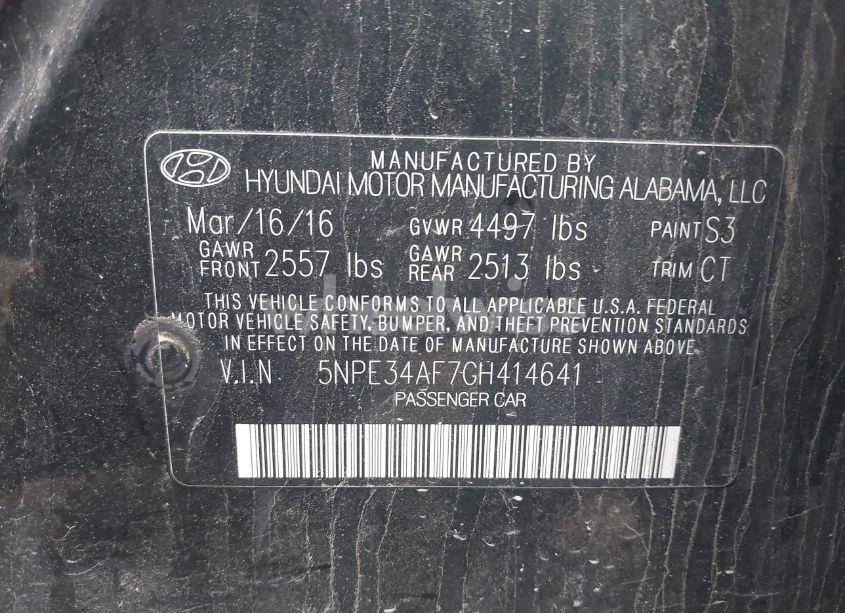 MANUFACTURED BY
HYUNDAI MOTOR MANUFACTURING ALABAMA, LLC
Mar/16/16 GVWR 4497 lbs PAINT S3
GAWR FRONT 2557 lbs GAWR REAR 2513 lbs TRIM CT
THIS VEHICLE CONFORMS TO ALL APPLICABLE U.S.A. FEDERAL
MOTOR VEHICLE SAFETY, BUMPER, AND THEFT PREVENTION STANDARDS
IN EFFECT ON THE DATE OF MANUFACTURE SHOWN ABOVE.
V.I.N 5NPE34AF7GH414641
PASSENGER CAR